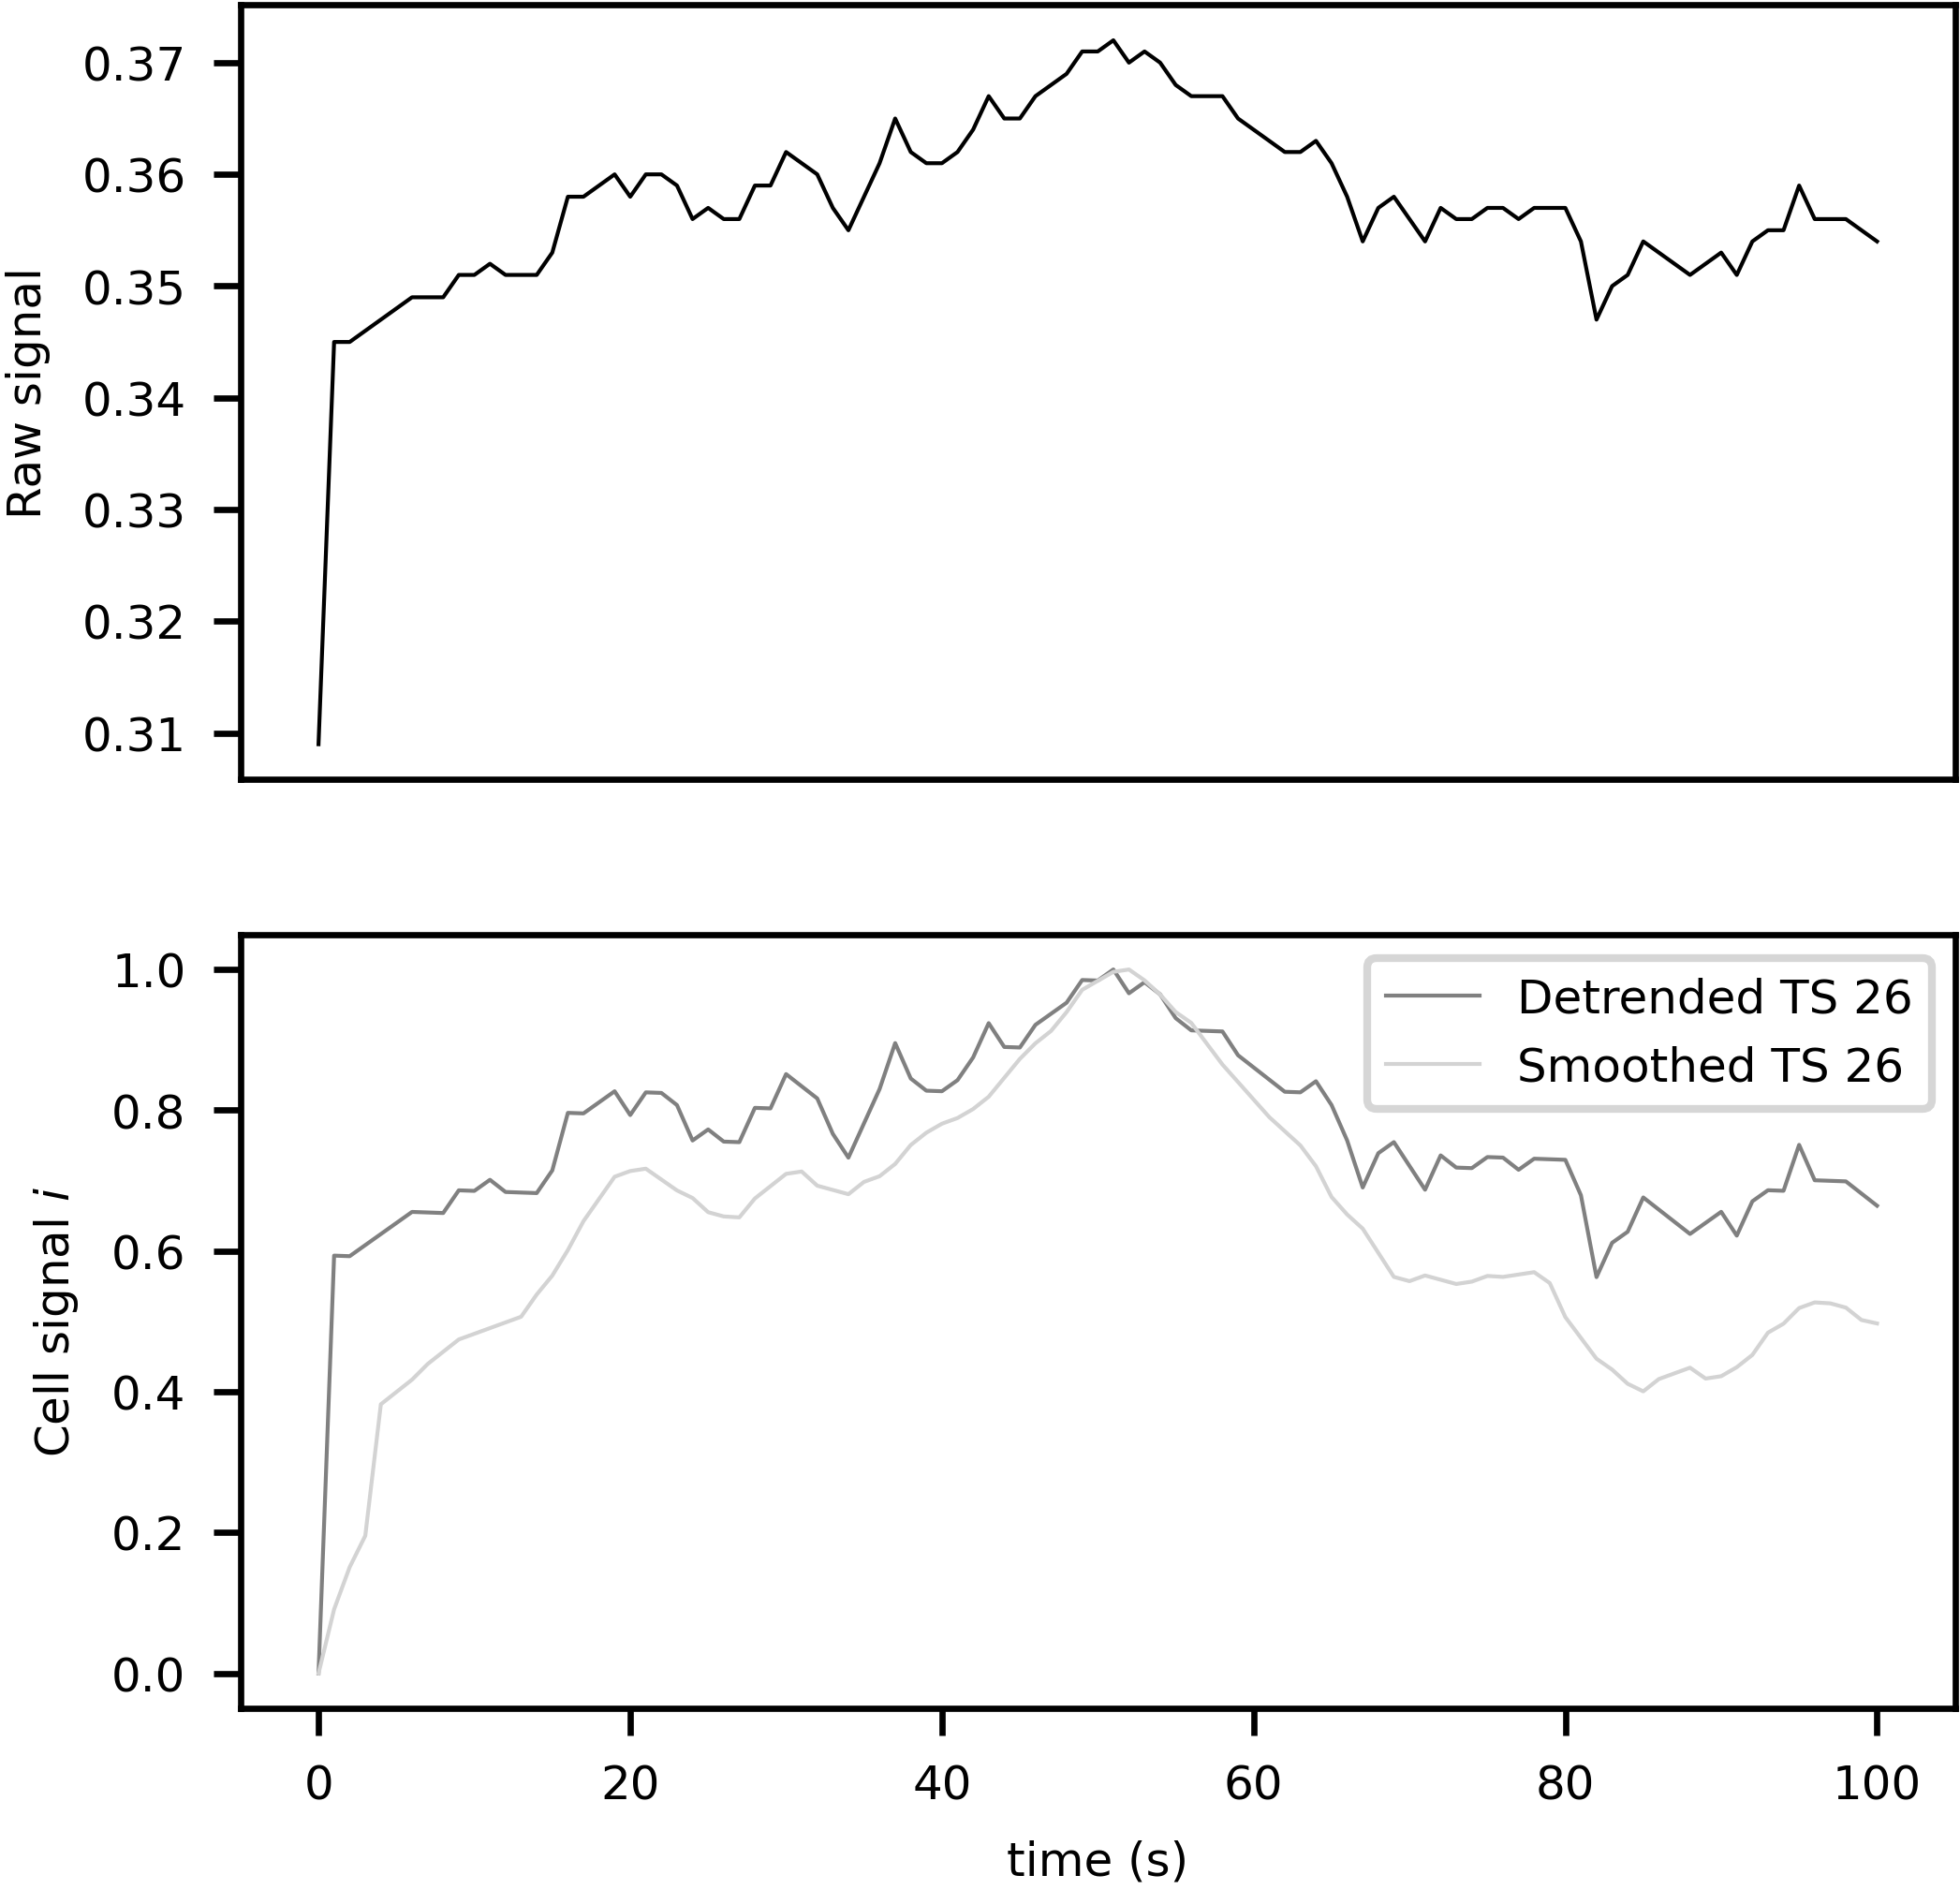 Raw signal
0.37
0.36
0.35
0.34
0.33
0.32
0.31
Cell signal i
1.0
0.8
0.6
0.4
0.2
0.0
Detrended TS 26
Smoothed TS 26
0 20 40 60 80 100
time (s)